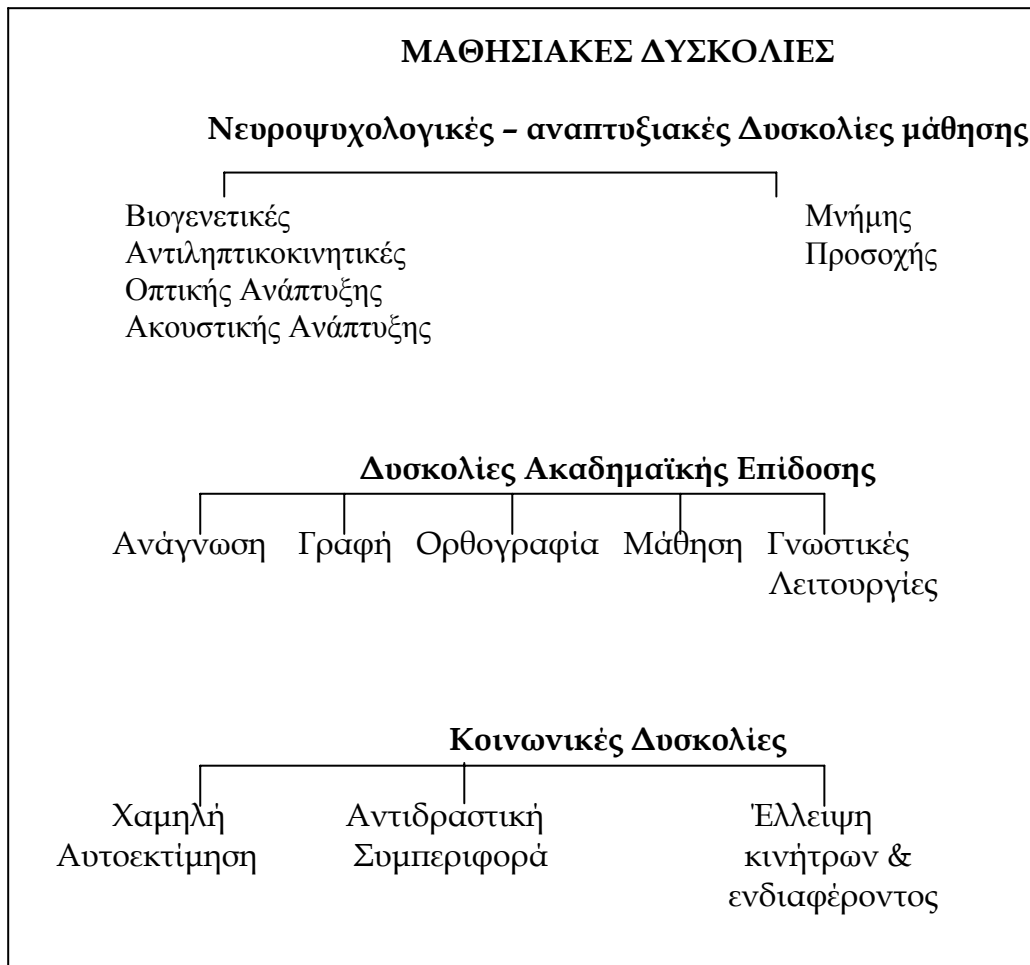 ΜΑΘΗΣΙΑΚΕΣ ΔΥΣΚΟΛΙΕΣ
Νευροψυχολογικές – αναπτυξιακές Δυσκολίες μάθησης
Βιογενετικές
Αντιληπτικοκινητικές
Οπτικής Ανάπτυξης
Ακουστικής Ανάπτυξης
Μνήμης
Προσοχής
Δυσκολίες Ακαδημαϊκής Επίδοσης
Ανάγνωση Γραφή Ορθογραφία Μάθηση Γνωστικές
Λειτουργίες
Κοινωνικές Δυσκολίες
Χαμηλή
Αυτοεκτίμηση
Αντιδραστική
Συμπεριφορά
Έλλειψη
κινήτρων &
ενδιαφέροντος